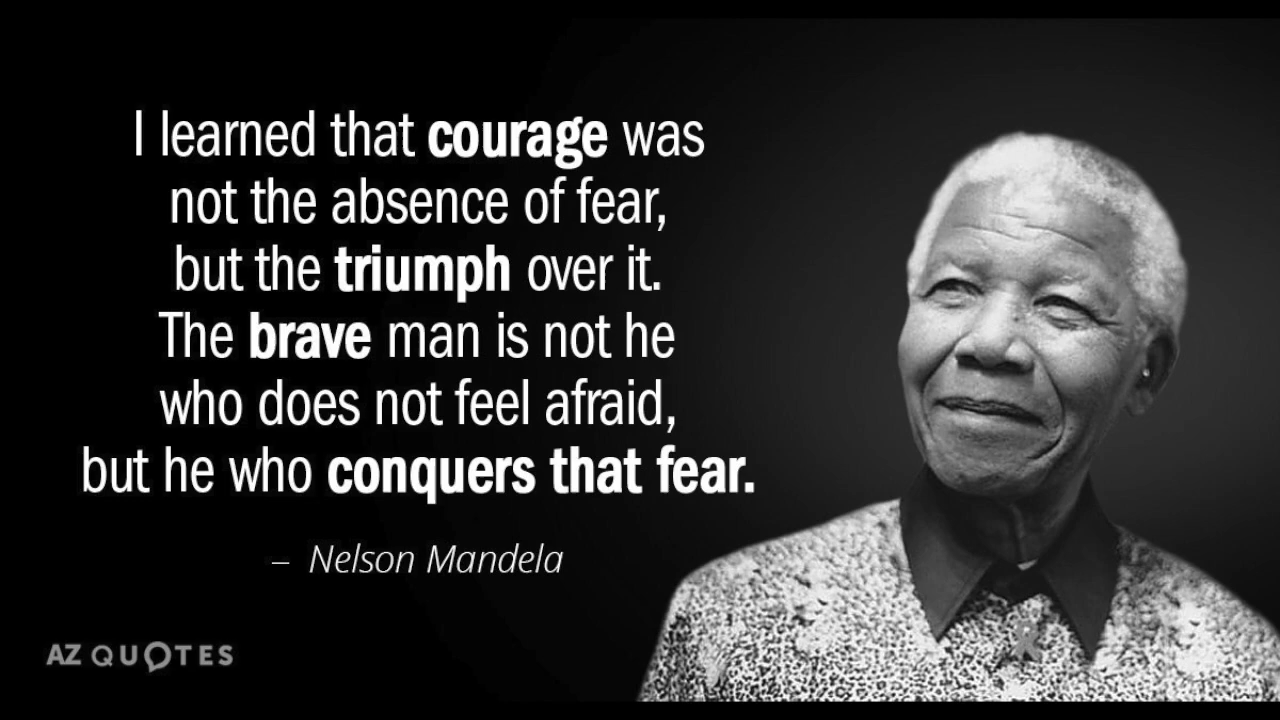 I learned that courage was
not the absence of fear,
but the triumph over it.
The brave man is not he
who does not feel afraid,
but he who conquers that fear.
– Nelson Mandela
AZ QUOTES